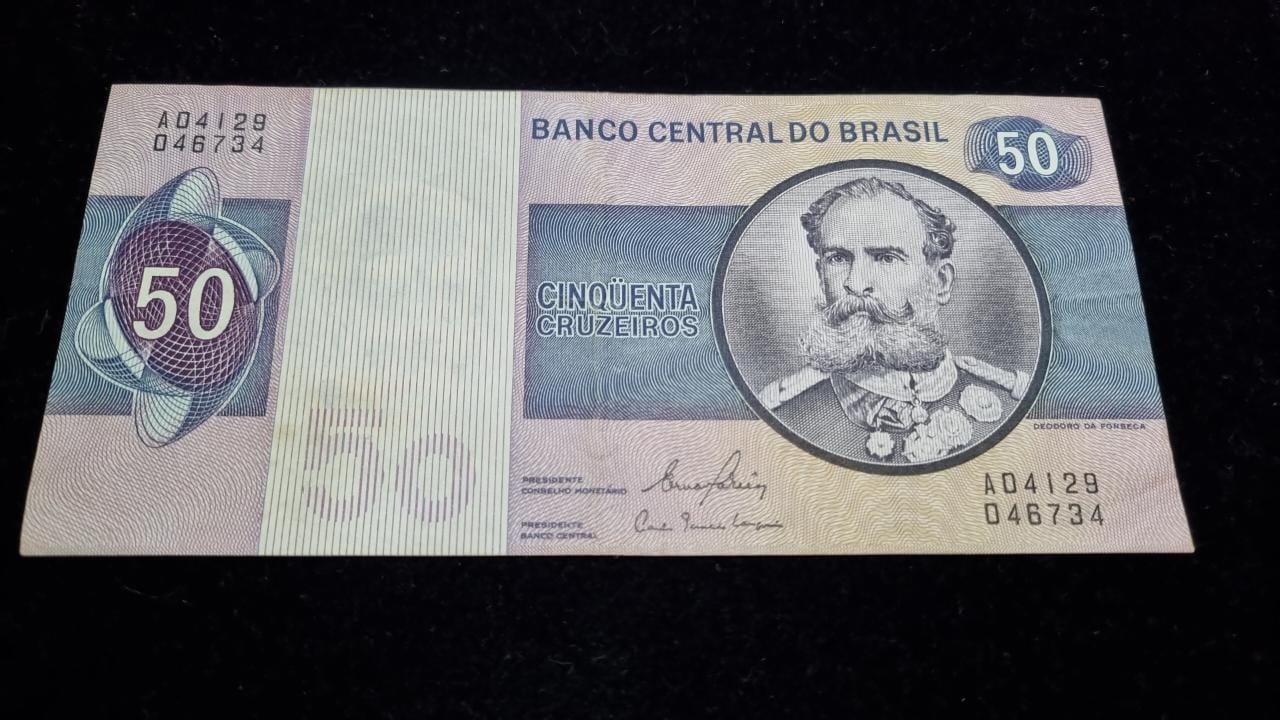 A04129
046734
BANCO CENTRAL DO BRASIL
50
50
CINQÜENTA
CRUZEIROS
50
DEODORO DA FONSECA
PRESIDENTE
CONSELHO MONETÁRIO
PRESIDENTE
BANCO CENTRAL
A04129
046734